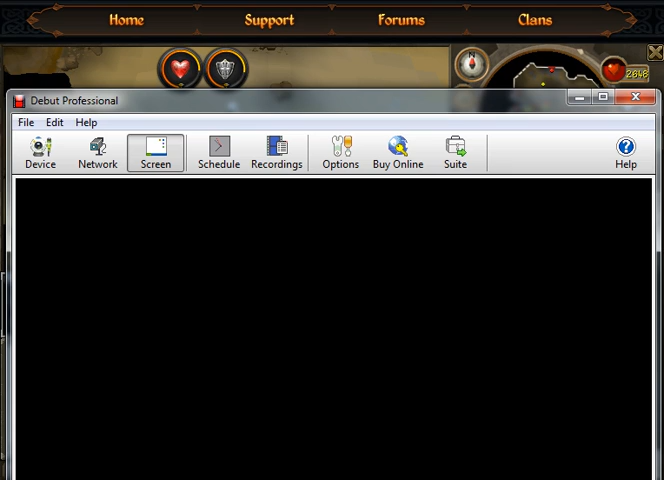 Home Support Forums Clans
N
2648
Debut Professional
File Edit Help
Device Network Screen Schedule Recordings Options Buy Online Suite Help